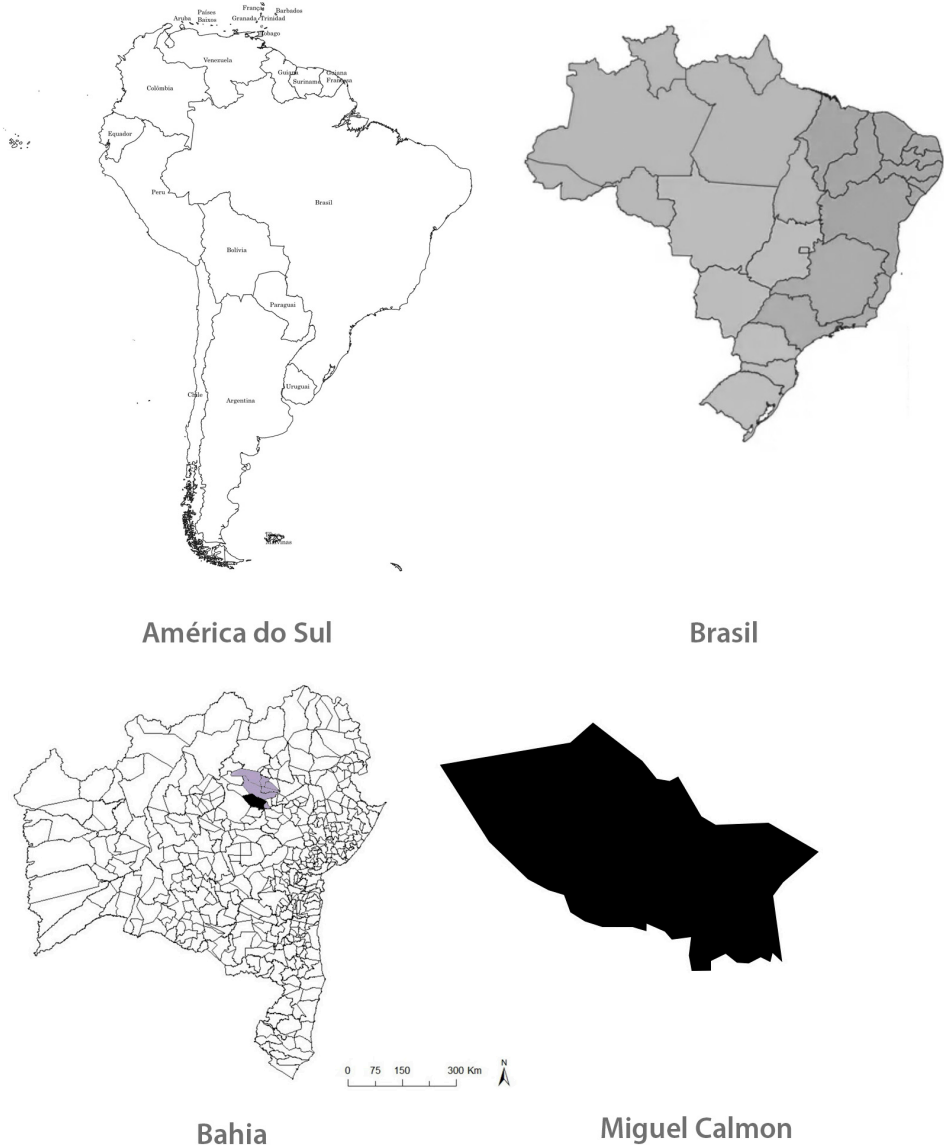 França
Barbados
Países
Baixos
Aruba
Granada
Trinidad
Tobago
Venezuela
Guiana
Suriname
Guiana
Francesa
Colômbia
Equador
Peru
Brasil
Bolívia
Paraguai
Uruguai
Chile
Argentina
Malvinas
América do Sul
Brasil
0 75 150 300 Km
N
Bahia
Miguel Calmon